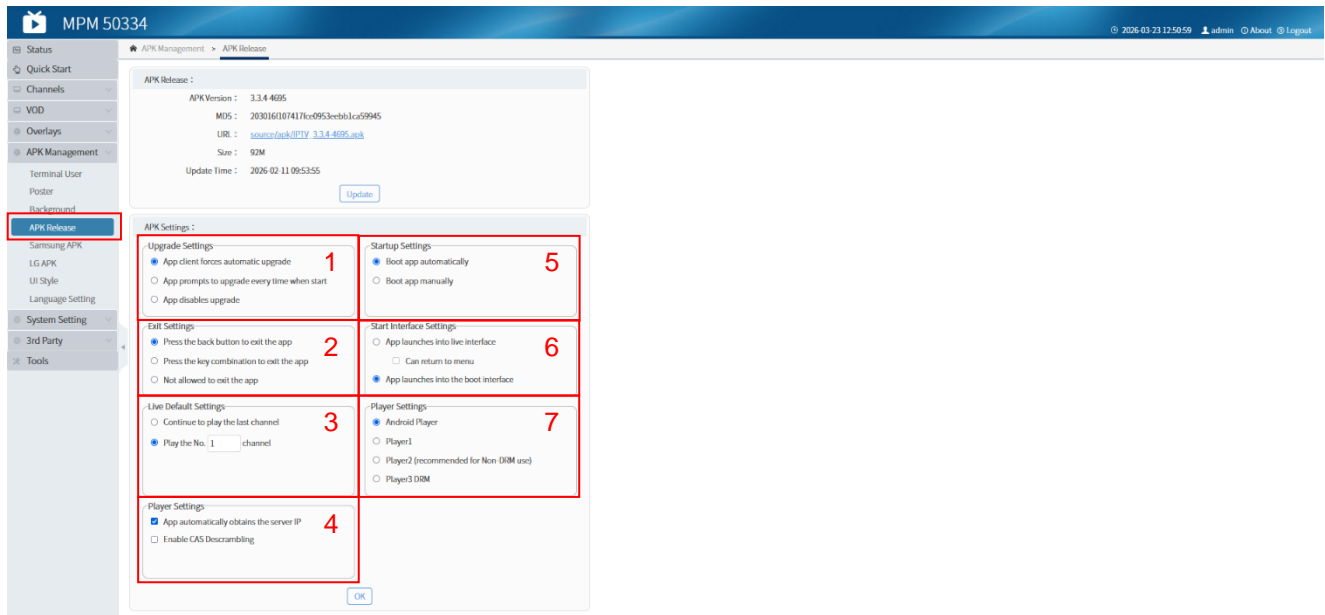 MPM 50334
2026-03-23 12:50:59 admin About Logout
Status
Quick Start
Channels
VOD
Overlays
APK Management
Terminal User
Poster
Background
APK Release
Samsung APK
LG APK
UI Style
Language Setting
System Setting
3rd Party
Tools
APK Management > APK Release
APK Release :
APK Version : 3.3.4-4695
MD5 : 203016f107417fce0953eebb1ca59945
URL : source/apk/IPTV_3.3.4-4695.apk
Size : 92M
Update Time : 2026-02-11 09:53:55
Update
APK Settings :
Upgrade Settings
1
App client forces automatic upgrade
App prompts to upgrade every time when start
App disables upgrade
Startup Settings
5
Boot app automatically
Boot app manually
Exit Settings
2
Press the back button to exit the app
Press the key combination to exit the app
Not allowed to exit the app
Start Interface Settings
6
App launches into live interface
Can return to menu
App launches into the boot interface
Live Default Settings
3
Continue to play the last channel
Play the No. 1 channel
Player Settings
7
Android Player
Player1
Player2 (recommended for Non-DRM use)
Player3 DRM
Player Settings
4
App automatically obtains the server IP
Enable CAS Descrambling
OK